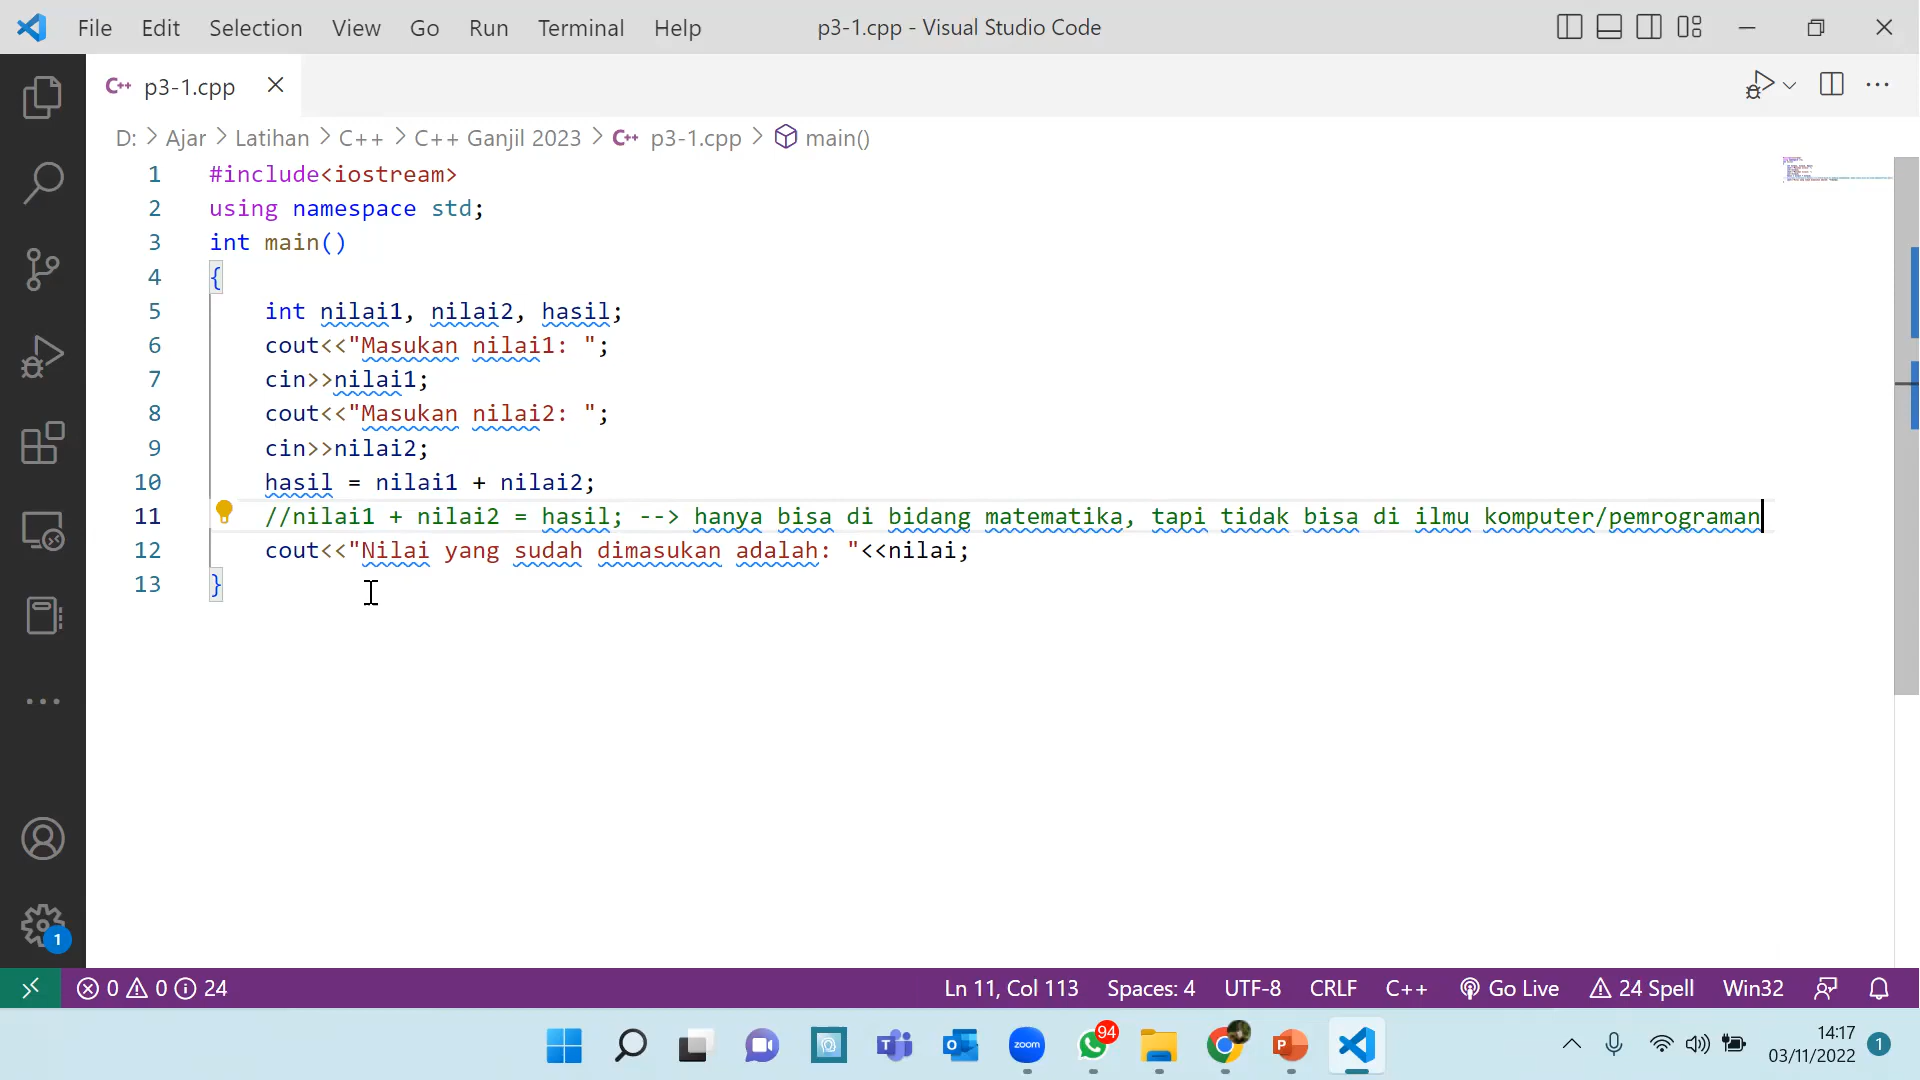 File Edit Selection View Go Run Terminal Help p3-1.cpp - Visual Studio Code
C++ p3-1.cpp
D: > Ajar > Latihan > C++ > C++ Ganjil 2023 > C++ p3-1.cpp > main()
1 #include<iostream>
2 using namespace std;
3 int main()
4 {
5 int nilai1, nilai2, hasil;
6 cout<<"Masukan nilai1: ";
7 cin>>nilai1;
8 cout<<"Masukan nilai2: ";
9 cin>>nilai2;
10 hasil = nilai1 + nilai2;
11 //nilai1 + nilai2 = hasil; --> hanya bisa di bidang matematika, tapi tidak bisa di ilmu komputer/pemrograman
12 cout<<"Nilai yang sudah dimasukan adalah: "<<nilai;
13 }
1
0 0 24 Ln 11, Col 113 Spaces: 4 UTF-8 CRLF C++ Go Live 24 Spell Win32
T O zoom 94 P
14:17
03/11/2022 1